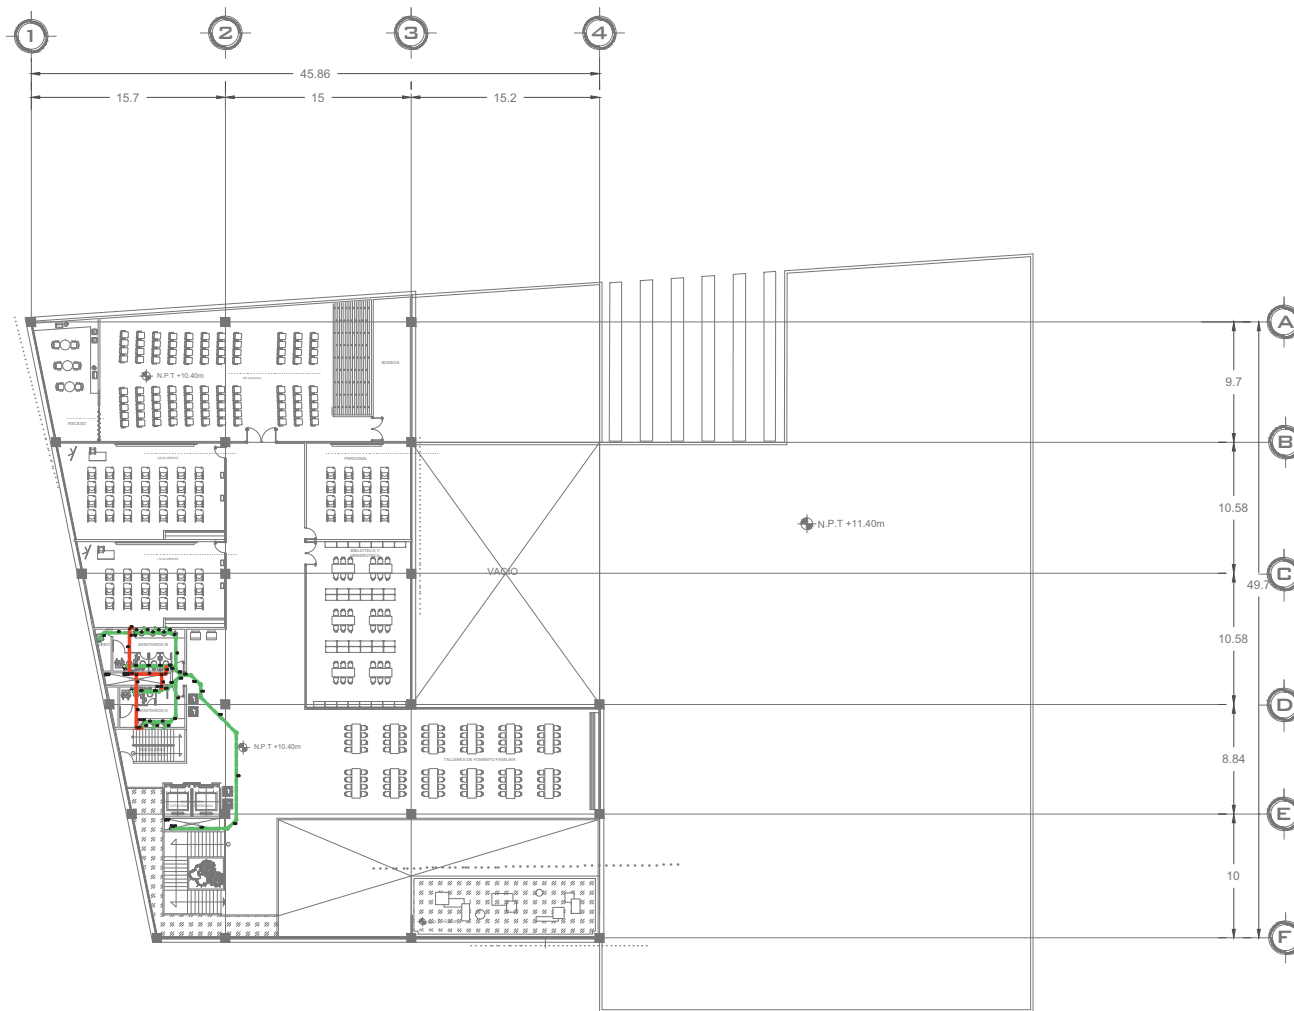 1
2
3
4
45.86
15.7
15
15.2
A
9.7
BODEGA
N.P.T +10.40m
RECESO
B
PERSONAL
10.58
N.P.T +11.40m
BIBLIOTECA Y
HEMEROTECA
VACIO
C
49.7
10.58
SANITARIOS M
SANITARIOS H
D
N.P.T +10.40m
TALLERES DE FOMENTO FAMILIAR
8.84
E
10
F